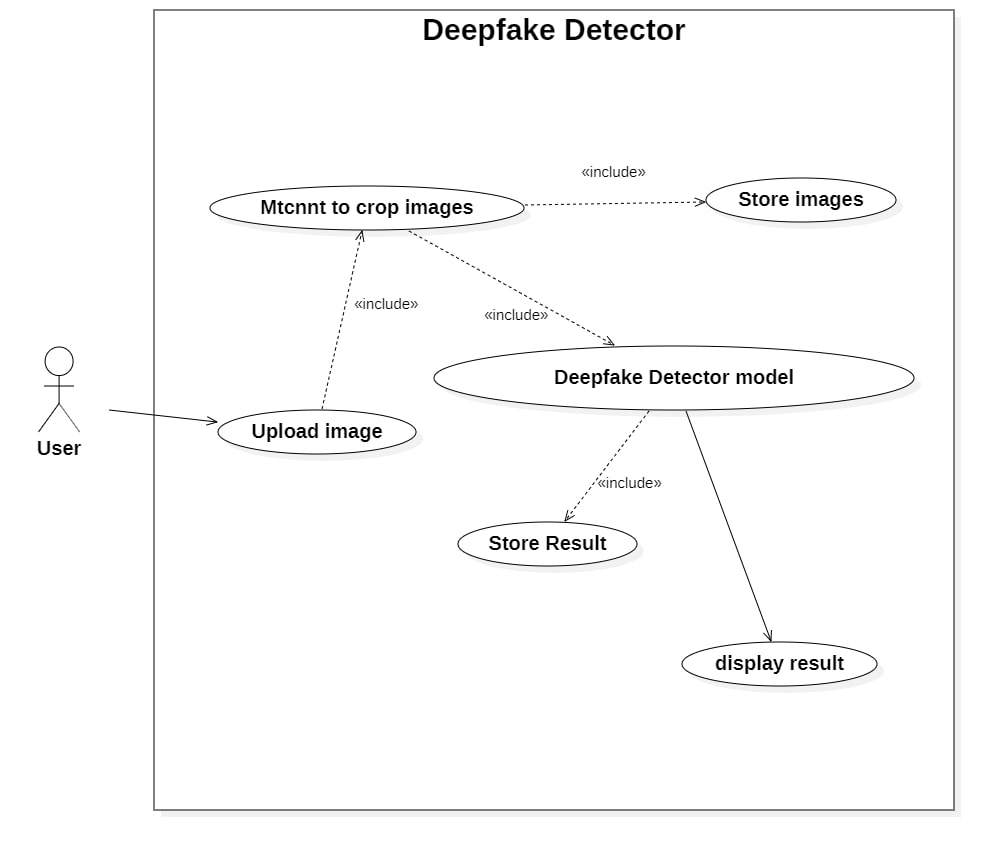 Deepfake Detector
«include»
Mtcnnt to crop images
Store images
«include»
«include»
Deepfake Detector model
Upload image
User
«include»
Store Result
display result